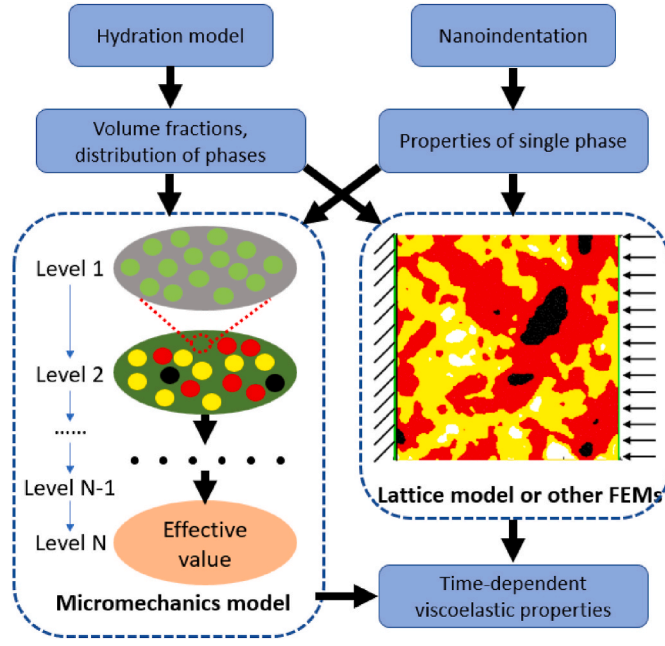 Hydration model
Nanoindentation
Volume fractions,
distribution of phases
Properties of single phase
Level 1
Level 2
......
Level N-1
Level N
Effective
value
Micromechanics model
Lattice model or other FEMs
Time-dependent
viscoelastic properties